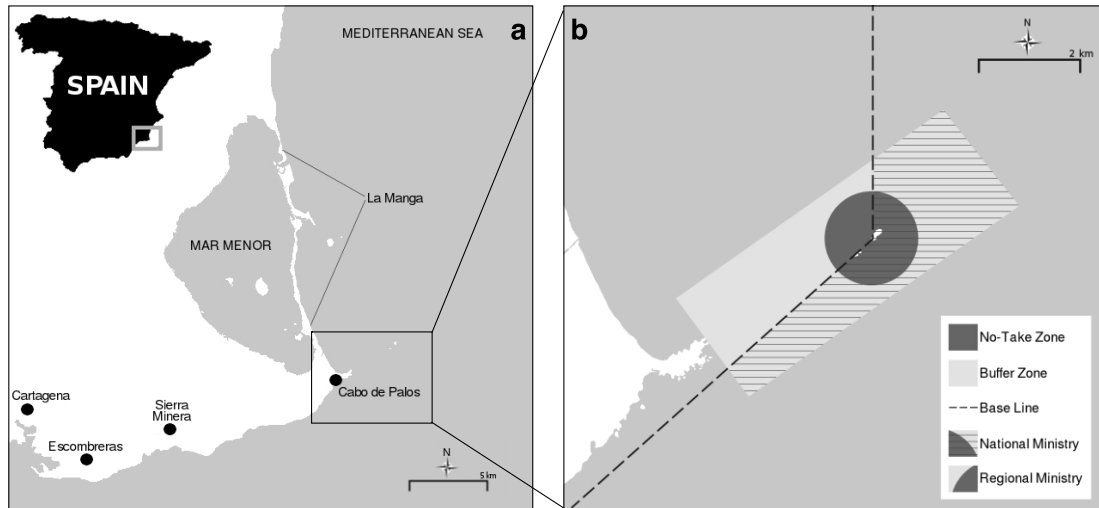 MEDITERRANEAN SEA
a
SPAIN
La Manga
MAR MENOR
Cabo de Palos
Cartagena
Sierra
Minera
Escombreras
N
5 km
b
N
2 km
No-Take Zone
Buffer Zone
Base Line
National Ministry
Regional Ministry